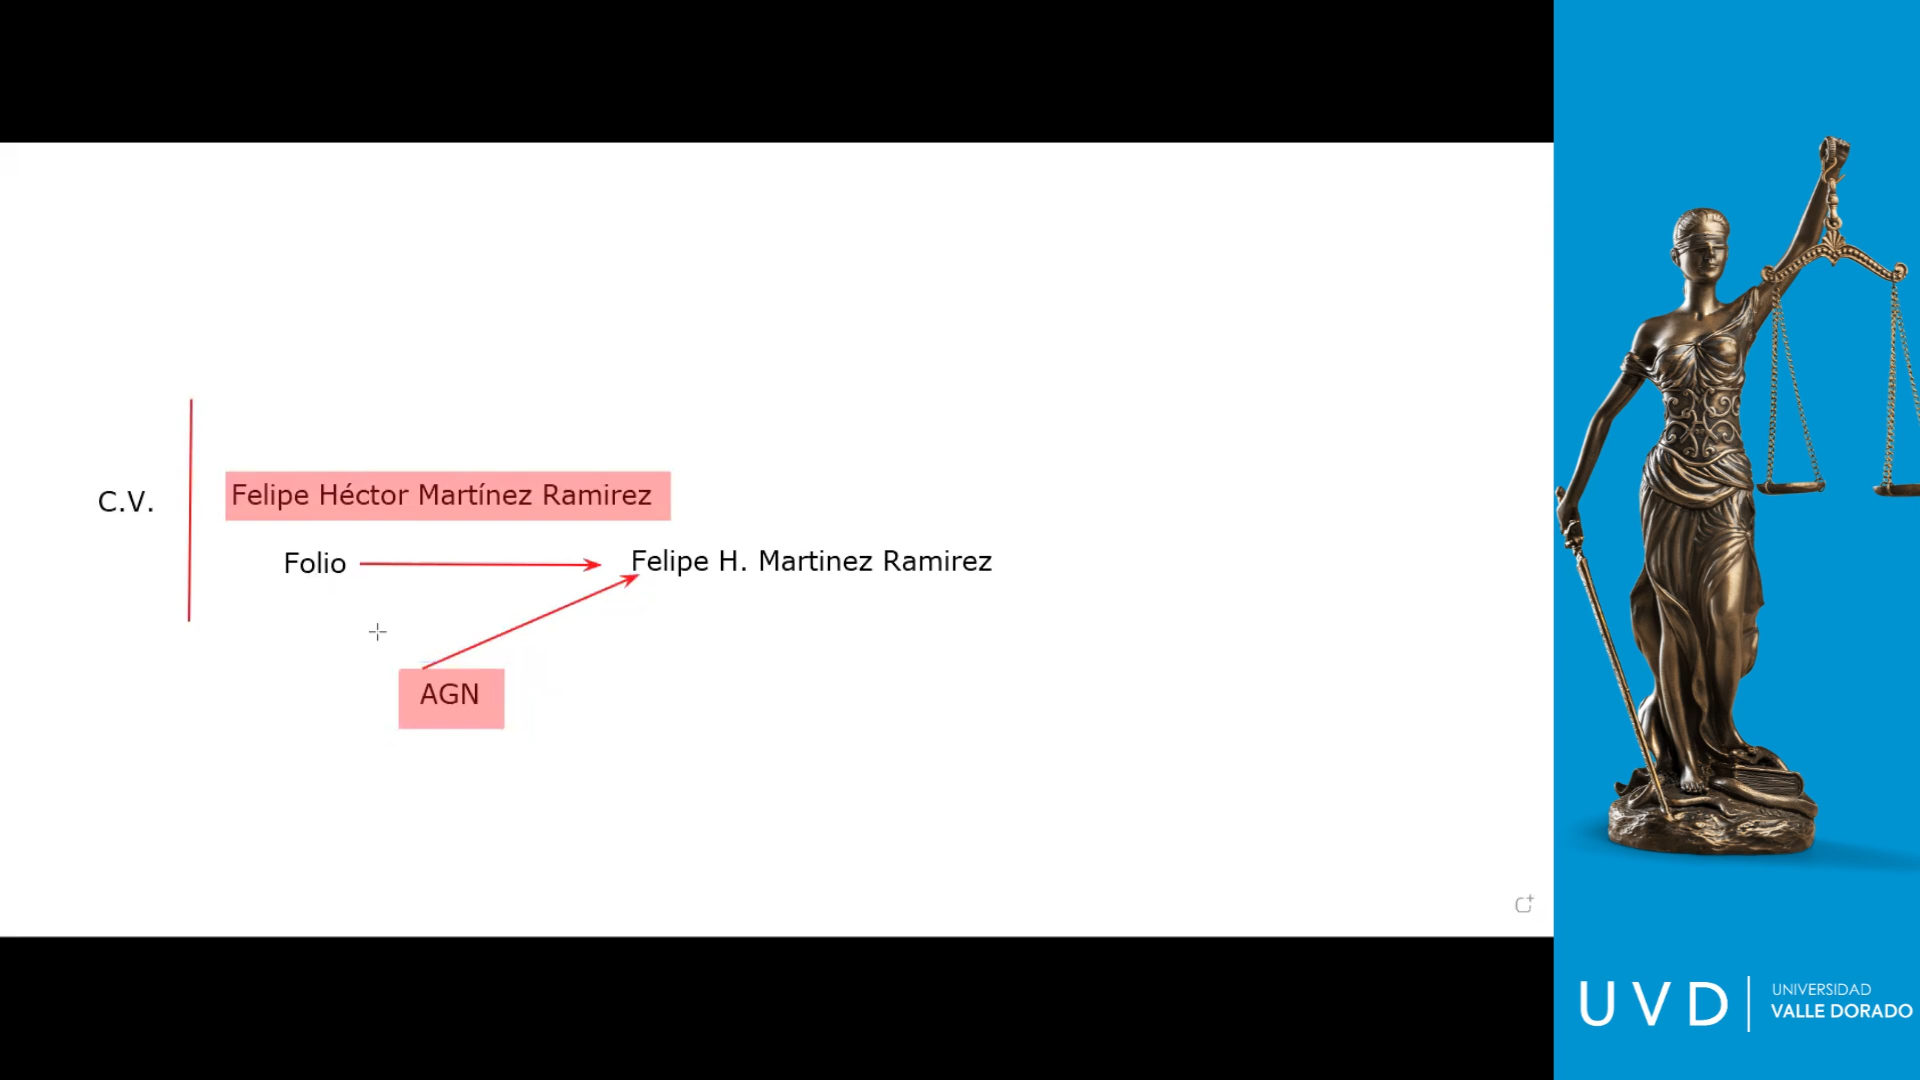 C.V.
Felipe Héctor Martínez Ramirez
Folio
Felipe H. Martinez Ramirez
AGN
UVD
UNIVERSIDAD
VALLE DORADO